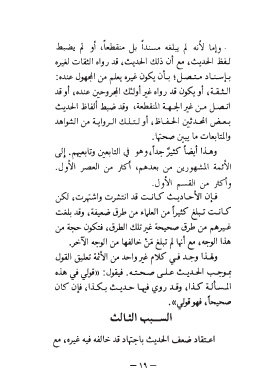 وإما لأنه لم يبلغه مسنداً بل منقطعاً، أو لم يضبط
لفظ الحديث، مع أن ذلك الحديث، قد رواه الثقات لغيره
بإسناد متصل؛ بأن يكون غيره يعلم من المجهول عنده:
الثقة، أو يكون قد رواه غير أولئك المجروحين عنده، أو قد
اتصل من غير الجهة المنقطعة، وقد ضبط ألفاظ الحديث
بعض المحدثين الحفاظ، أو لتلك الرواية من الشواهد
والمتابعات ما يبين صحتها.
وهذا أيضاً كثيرٌ جداً، وهو في التابعين وتابعيهم. إلى
الأئمة المشهورين من بعدهم، أكثر من العصر الأول.
وأكثر من القسم الأول.
فإن الأحاديث كانت قد انتشرت واشتهرت، لكن
كانت تبلغ كثيراً من العلماء من طرق ضعيفة، وقد بلغت
غيرهم من طرق صحيحة غير تلك الطرق، فتكون حجة من
هذا الوجه، مع أنها لم تبلغ مَنْ خالفها من الوجه الآخر.
ولهذا وجد في كلام غير واحد من الأئمة تعليق القول
بموجب الحديث على صحته. فيقول: «قولي في هذه
المسألة كذا، وقد روي فيها حديث بكذا، فإن كان
صحيحاً، فهو قولي».
السبب الثالث
اعتقاد ضعف الحديث باجتهاد قد خالفه فيه غيره، مع
— ١٩ —